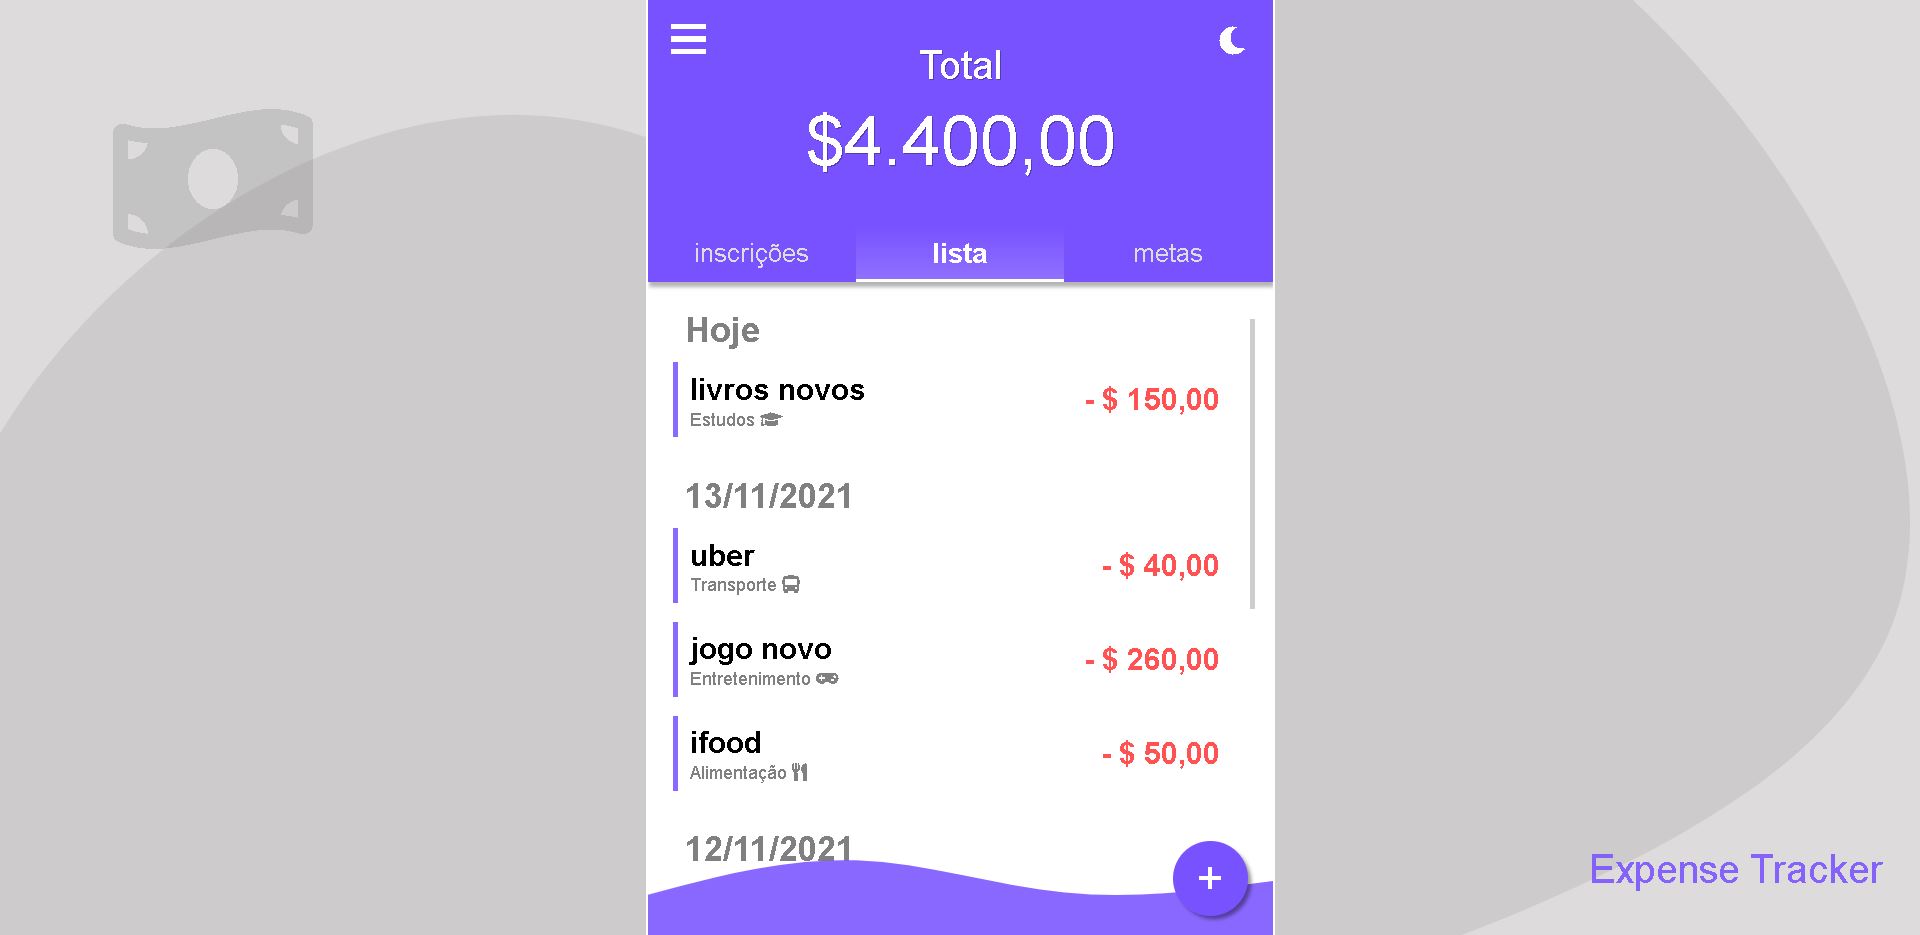 Total
$4.400,00
inscrições lista metas
Hoje
livros novos
- $ 150,00
Estudos
13/11/2021
uber
- $ 40,00
Transporte
jogo novo
- $ 260,00
Entretenimento
ifood
- $ 50,00
Alimentação
12/11/2021
+
Expense Tracker